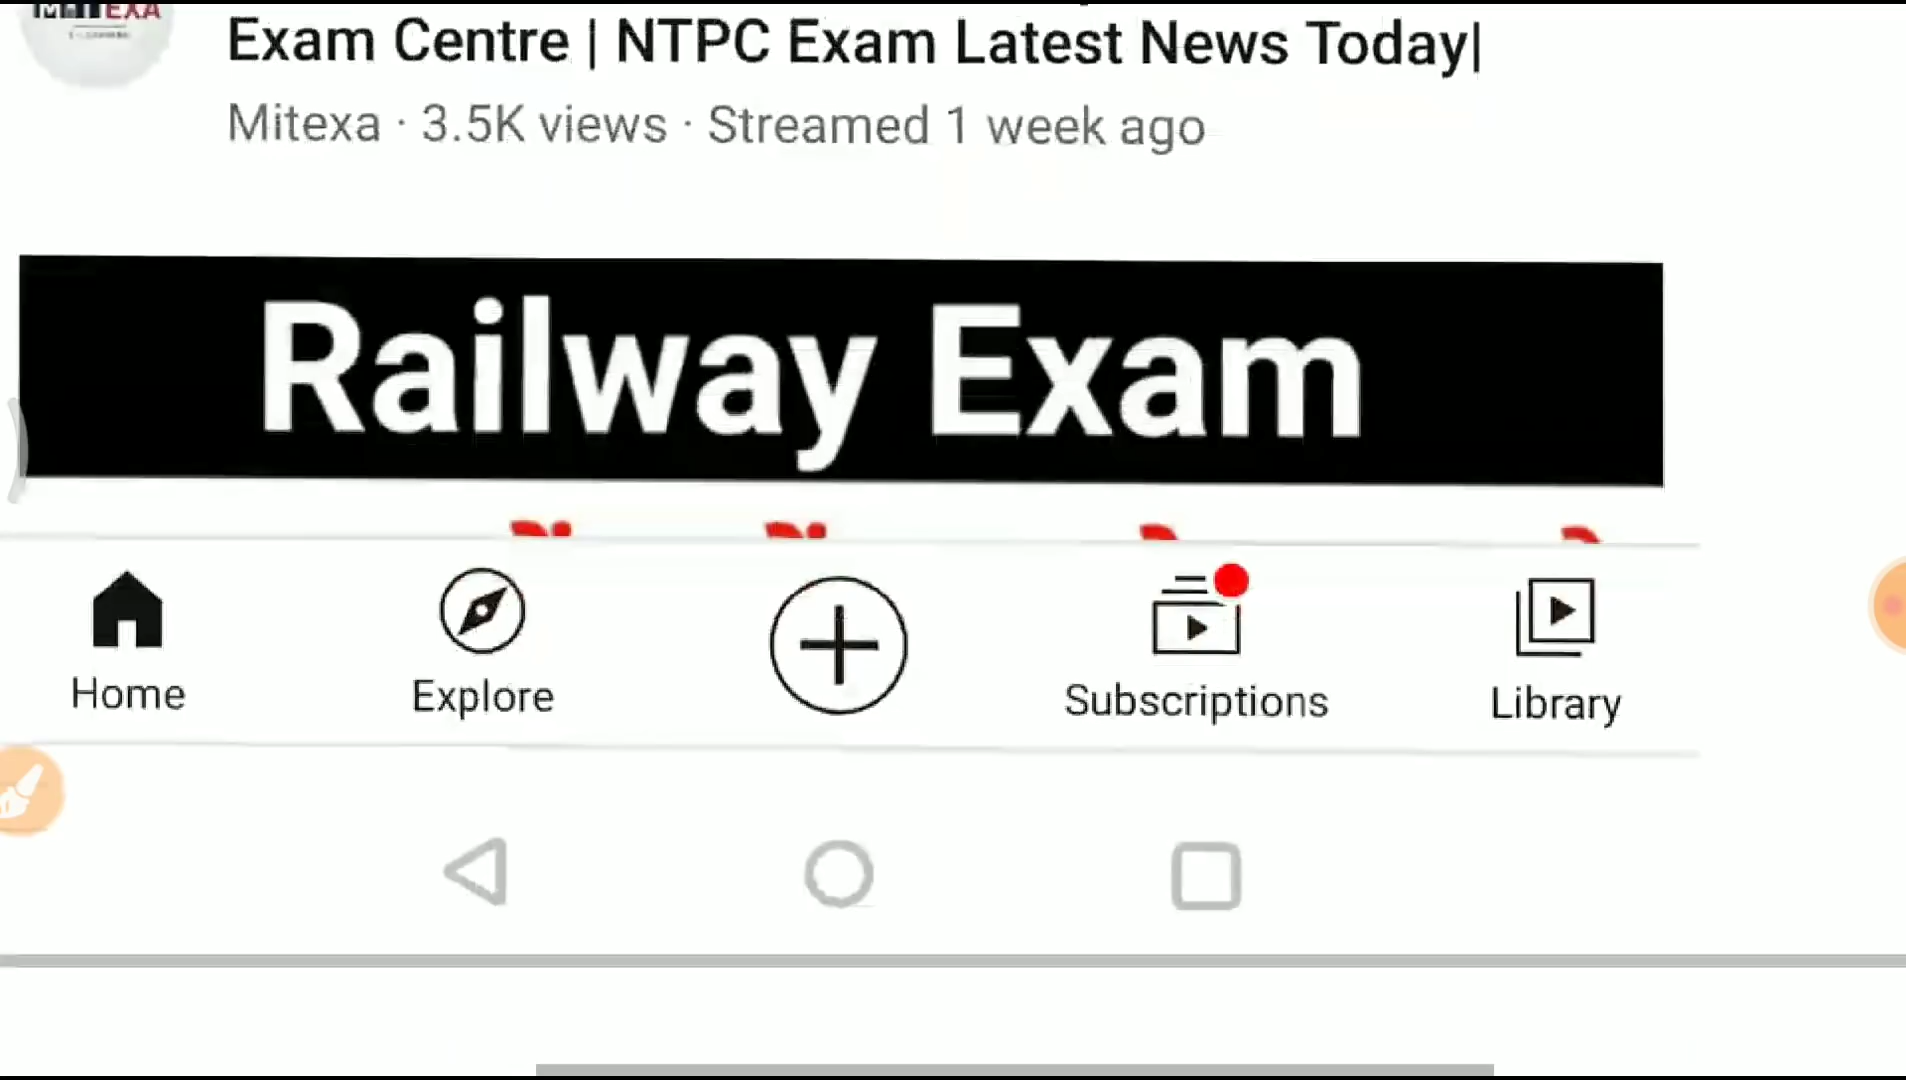 MITEXA
Exam Centre | NTPC Exam Latest News Today|
Mitexa · 3.5K views · Streamed 1 week ago
Railway Exam
Home
Explore
Subscriptions
Library